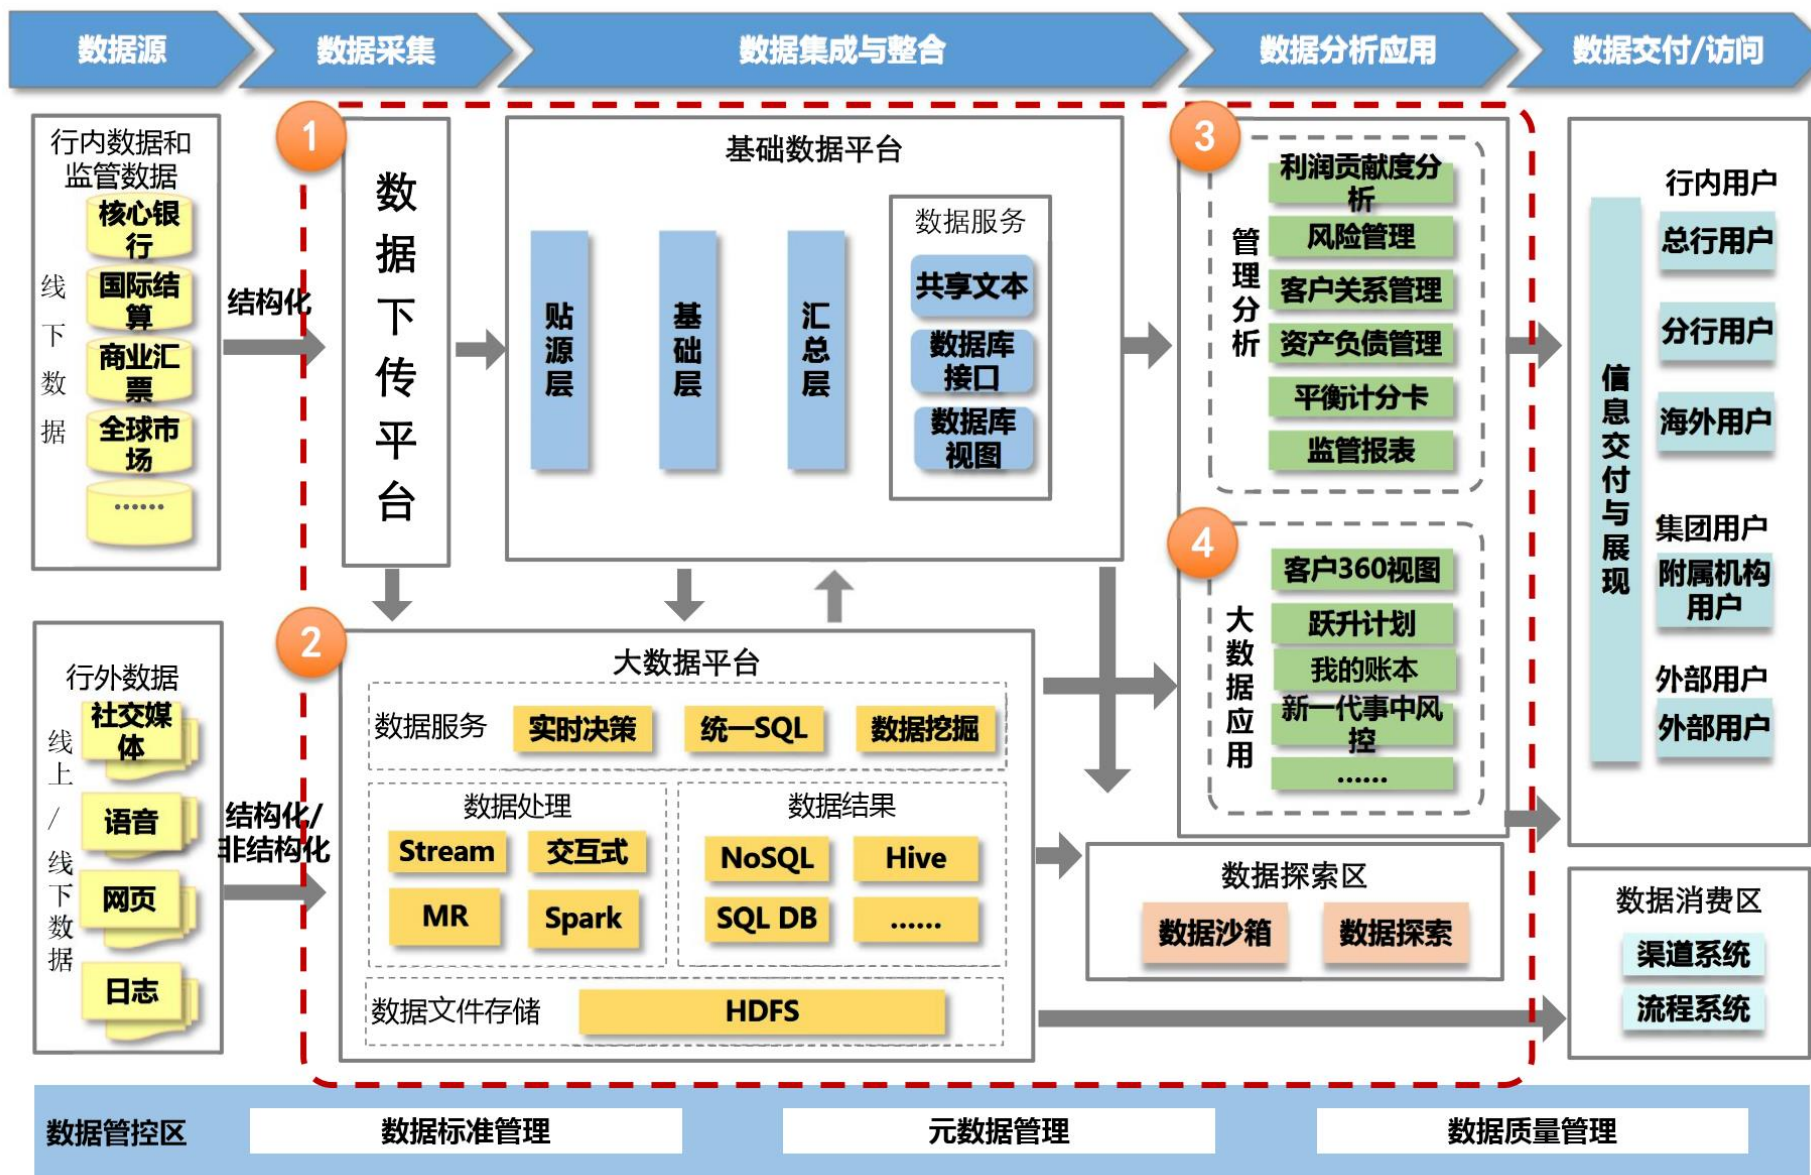 数据源
数据采集
数据集成与整合
数据分析应用
数据交付/访问
行内数据和
监管数据
线下数据
核心银
行
国际结
算
商业汇
票
全球市
场
......
结构化
行外数据
线上/线下数据
社交媒
体
语音
网页
日志
结构化/
非结构化
1
数据下传平台
基础数据平台
贴源层
基础层
汇总层
数据服务
共享文本
数据库
接口
数据库
视图
2
大数据平台
数据服务
实时决策
统一SQL
数据挖掘
数据处理
Stream
交互式
MR
Spark
数据结果
NoSQL
Hive
SQL DB
......
数据文件存储
HDFS
3
管理分析
利润贡献度分
析
风险管理
客户关系管理
资产负债管理
平衡计分卡
监管报表
4
大数据应用
客户360视图
跃升计划
我的账本
新一代事中风
控
......
数据探索区
数据沙箱
数据探索
信息交付与展现
行内用户
总行用户
分行用户
海外用户
集团用户
附属机构
用户
外部用户
外部用户
数据消费区
渠道系统
流程系统
数据管控区
数据标准管理
元数据管理
数据质量管理